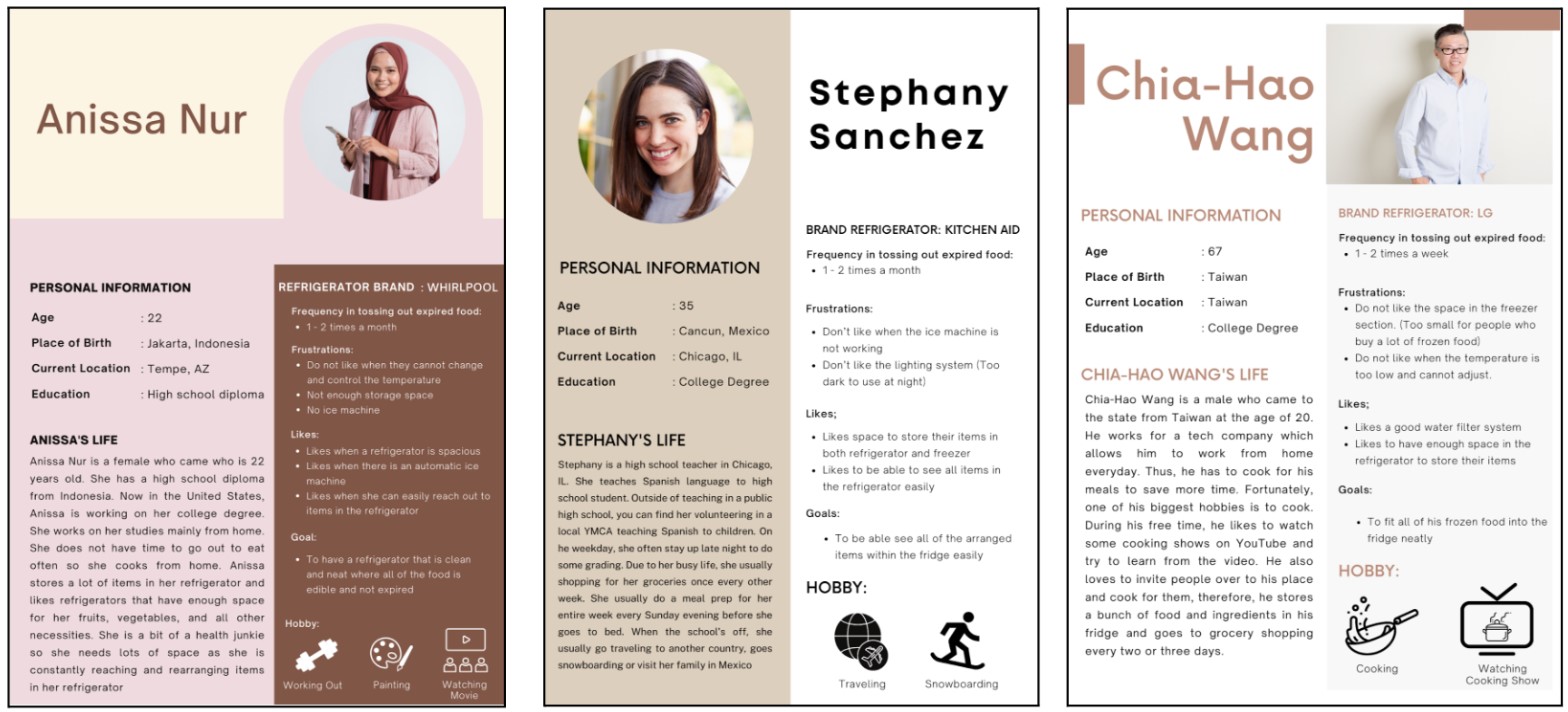 Anissa Nur
PERSONAL INFORMATION
Age : 22
Place of Birth : Jakarta, Indonesia
Current Location : Tempe, AZ
Education : High school diploma
ANISSA'S LIFE
Anissa Nur is a female who came who is 22
years old. She has a high school diploma
from Indonesia. Now in the United States,
Anissa is working on her college degree.
She works on her studies mainly from home.
She does not have time to go out to eat
often so she cooks from home. Anissa
stores a lot of items in her refrigerator and
likes refrigerators that have enough space
for her fruits, vegetables, and all other
necessities. She is a bit of a health junkie
so she needs lots of space as she is
constantly reaching and rearranging items
in her refrigerator
REFRIGERATOR BRAND : WHIRLPOOL
Frequency in tossing out expired food:
• 1 - 2 times a month
Frustrations:
• Do not like when they cannot change
and control the temperature
• Not enough storage space
• No ice machine
Likes:
• Likes when a refrigerator is spacious
• Likes when there is an automatic ice
machine
• Likes when she can easily reach out to
items in the refrigerator
Goal:
• To have a refrigerator that is clean
and neat where all of the food is
edible and not expired
Hobby:
Working Out
Painting
Watching
Movie
Stephany
Sanchez
PERSONAL INFORMATION
Age : 35
Place of Birth : Cancun, Mexico
Current Location : Chicago, IL
Education : College Degree
STEPHANY'S LIFE
Stephany is a high school teacher in Chicago,
IL. She teaches Spanish language to high
school student. Outside of teaching in a public
high school, you can find her volunteering in a
local YMCA teaching Spanish to children. On
he weekday, she often stay up late night to do
some grading. Due to her busy life, she usually
shopping for her groceries once every other
week. She usually do a meal prep for her
entire week every Sunday evening before she
goes to bed. When the school's off, she
usually go traveling to another country, goes
snowboarding or visit her family in Mexico
BRAND REFRIGERATOR: KITCHEN AID
Frequency in tossing out expired food:
• 1 - 2 times a month
Frustrations:
• Don't like when the ice machine is
not working
• Don't like the lighting system (Too
dark to use at night)
Likes;
• Likes space to store their items in
both refrigerator and freezer
• Likes to be able to see all items in
the refrigerator easily
Goals:
• To be able see all of the arranged
items within the fridge easily
HOBBY:
Traveling
Snowboarding
Chia-Hao
Wang
PERSONAL INFORMATION
Age : 67
Place of Birth : Taiwan
Current Location : Taiwan
Education : College Degree
CHIA-HAO WANG'S LIFE
Chia-Hao Wang is a male who came to
the state from Taiwan at the age of 20.
He works for a tech company which
allows him to work from home
everyday. Thus, he has to cook for his
meals to save more time. Fortunately,
one of his biggest hobbies is to cook.
During his free time, he likes to watch
some cooking shows on YouTube and
try to learn from the video. He also
loves to invite people over to his place
and cook for them, therefore, he stores
a bunch of food and ingredients in his
fridge and goes to grocery shopping
every two or three days.
BRAND REFRIGERATOR: LG
Frequency in tossing out expired food:
• 1 - 2 times a week
Frustrations:
• Do not like the space in the freezer
section. (Too small for people who
buy a lot of frozen food)
• Do not like when the temperature is
too low and cannot adjust.
Likes;
• Likes a good water filter system
• Likes to have enough space in the
refrigerator to store their items
Goals:
• To fit all of his frozen food into the
fridge neatly
HOBBY:
Cooking
Watching
Cooking Show